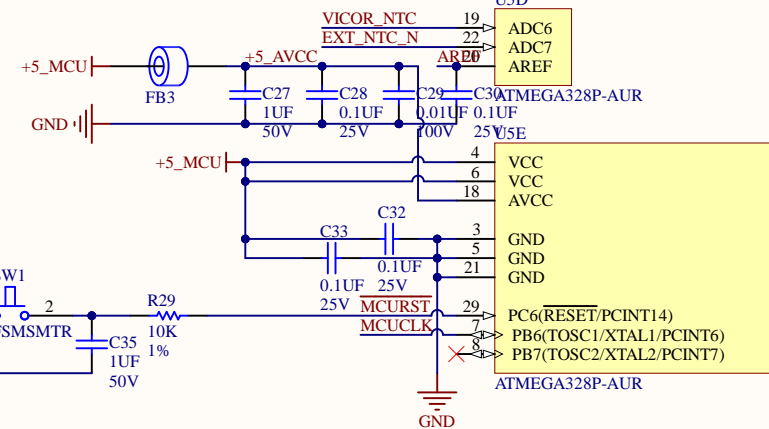 U5D
VICOR_NTC 19 ADC6
EXT_NTC_N 22 ADC7
+5_MCU +5_AVCC AREF 20 AREF
FB3 C27 C28 C29 C30 ATMEGA328P-AUR
1UF 0.1UF 0.01UF 0.1UF
GND 50V 25V 100V 25V U5E
+5_MCU 4 VCC
6 VCC
18 AVCC
C32
C33 3 GND
0.1UF 5 GND
0.1UF 25V 21 GND
25V
SW1 2 R29 MCURST 29 PC6(RESET/PCINT14)
FSMSMTR 10K MCUCLK 7 PB6(TOSC1/XTAL1/PCINT6)
C35 1% 8 PB7(TOSC2/XTAL2/PCINT7)
1UF
50V ATMEGA328P-AUR
GND